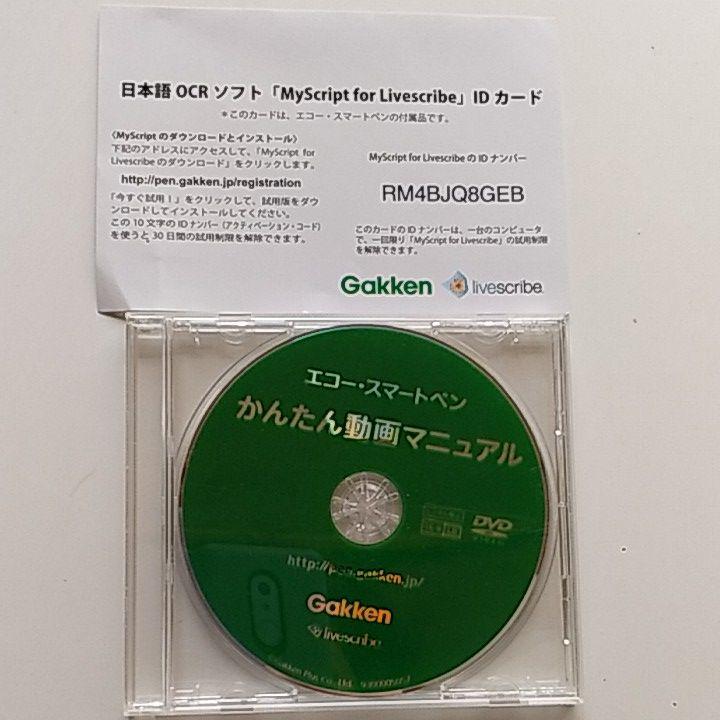 日本語 OCR ソフト「MyScript for Livescribe」ID カード
＊このカードは、エコー・スマートペンの付属品です。
〈MyScript のダウンロードとインストール〉
下記のアドレスにアクセスして、「MyScript for
Livescribe のダウンロード」をクリックします。
http://pen.gakken.jp/registration
「今すぐ試用！」をクリックして、試用版をダウ
ンロードしてインストールしてください。
この 10 文字の ID ナンバー（アクティベーション・コード）
を使うと 30 日間の試用制限を解除できます。
MyScript for Livescribe の ID ナンバー
RM4BJQ8GEB
このカードの ID ナンバーは、一台のコンピュータ
で、一回限り「MyScript for Livescribe」の試用制限
を解除できます。
Gakken livescribe
エコー・スマートペン
かんたん動画マニュアル
DVD
VIDEO
http://pen.gakken.jp/
Gakken
livescribe
©Gakken Plus Co., Ltd.